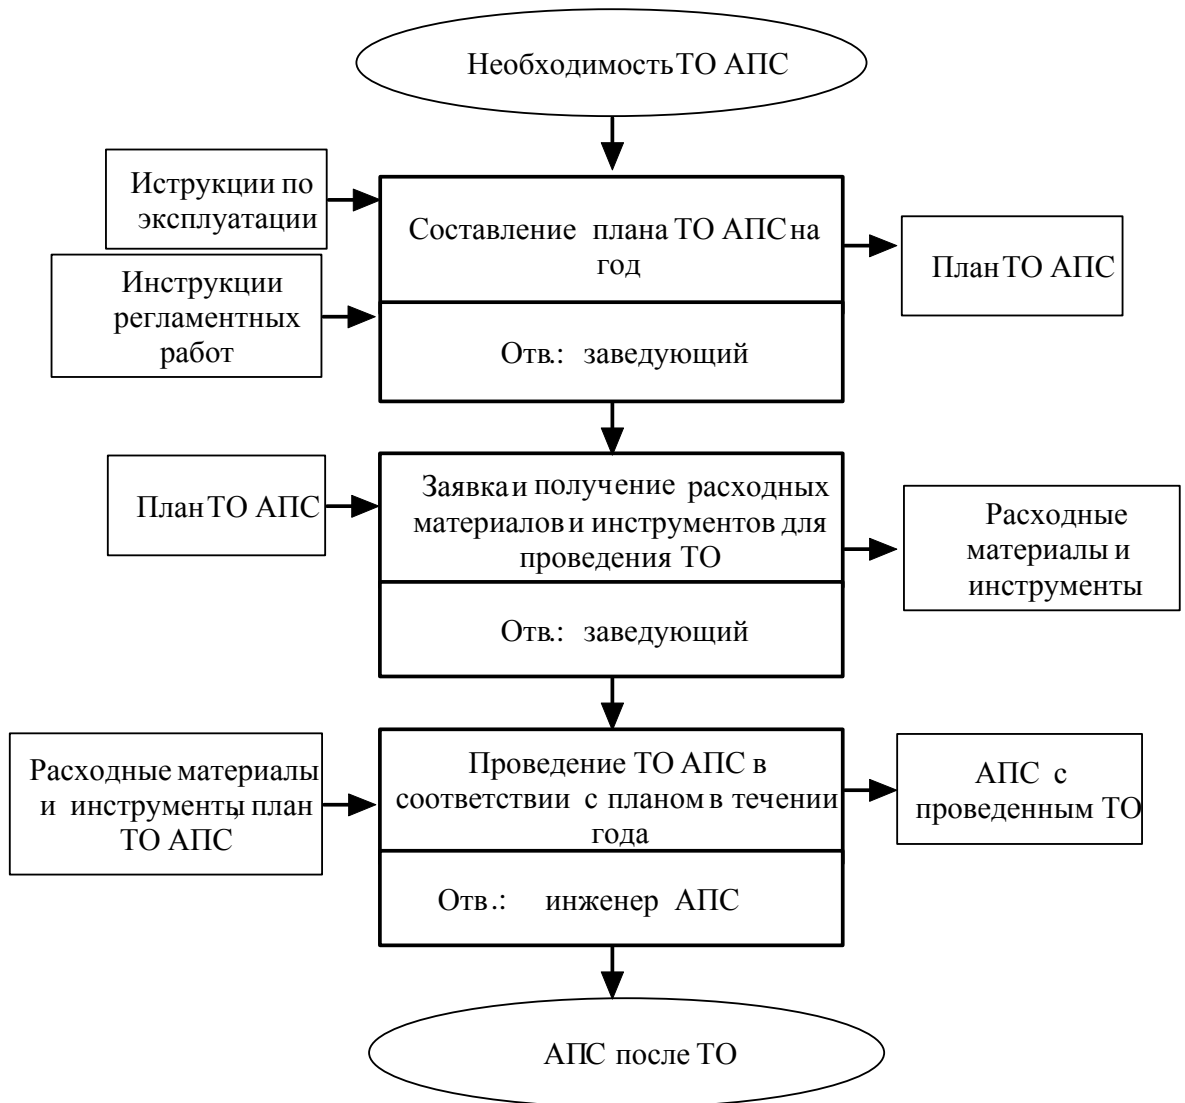 Необходимость ТО АПС
Иструкции по
эксплуатации
Инструкции
регламентных
работ
Составление плана ТО АПС на
год
Отв.: заведующий
План ТО АПС
План ТО АПС
Заявка и получение расходных
материалов и инструментов для
проведения ТО
Отв.: заведующий
Расходные
материалы и
инструменты
Расходные материалы
и инструменты, план
ТО АПС
Проведение ТО АПС в
соответствии с планом в течении
года
Отв.: инженер АПС
АПС с
проведенным ТО
АПС после ТО